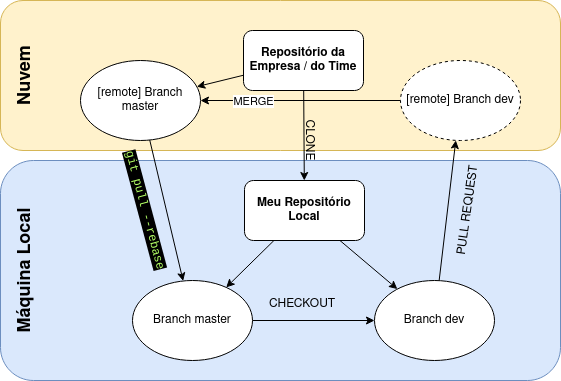 Nuvem
Repositório da
Empresa / do Time
[remote] Branch
master
[remote] Branch dev
MERGE
CLONE
git pull --rebase
PULL REQUEST
Máquina Local
Meu Repositório
Local
Branch master
CHECKOUT
Branch dev